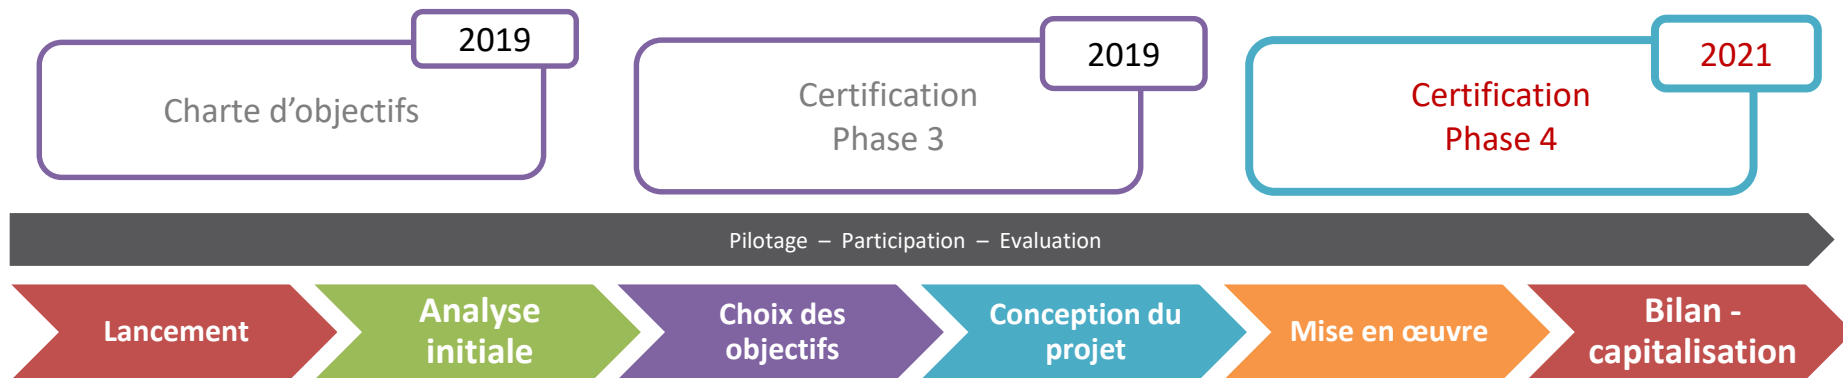 2019
Charte d’objectifs
2019
Certification
Phase 3
2021
Certification
Phase 4
Pilotage – Participation – Evaluation
Lancement
Analyse
initiale
Choix des
objectifs
Conception du
projet
Mise en œuvre
Bilan -
capitalisation